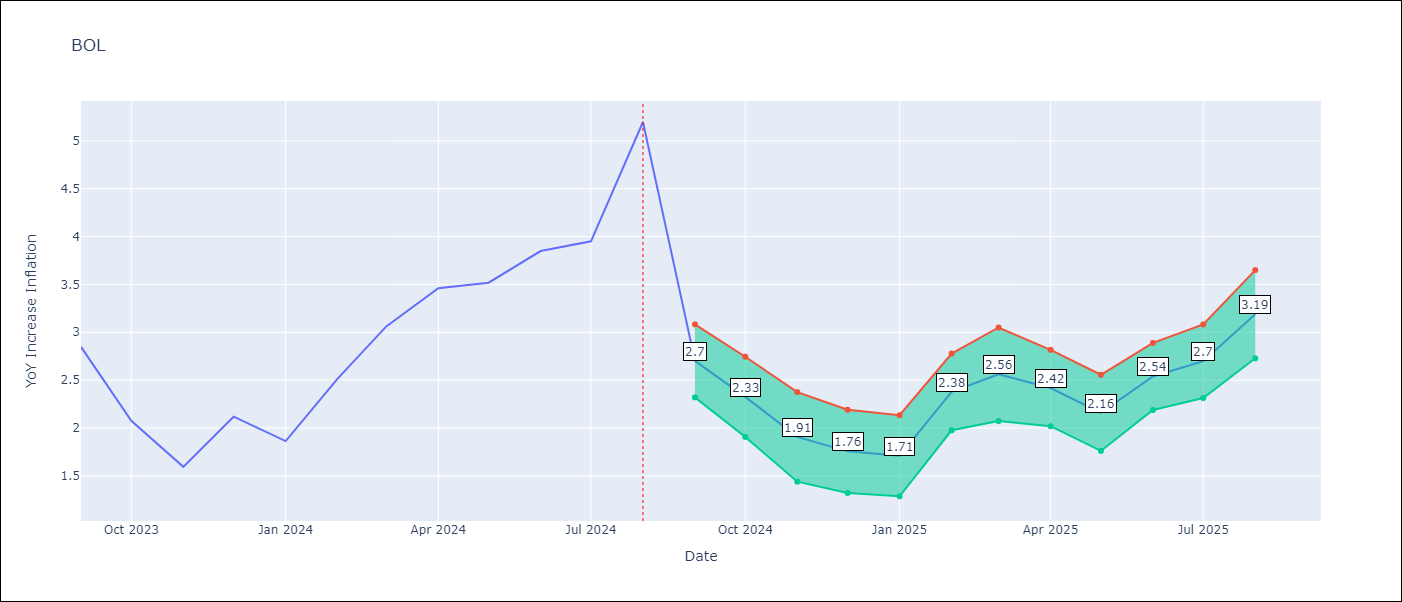 BOL
YoY Increase Inflation
5
4.5
4
3.5
3
2.5
2
1.5
2.7
2.33
1.91
1.76
1.71
2.38
2.56
2.42
2.16
2.54
2.7
3.19
Oct 2023
Jan 2024
Apr 2024
Jul 2024
Oct 2024
Jan 2025
Apr 2025
Jul 2025
Date